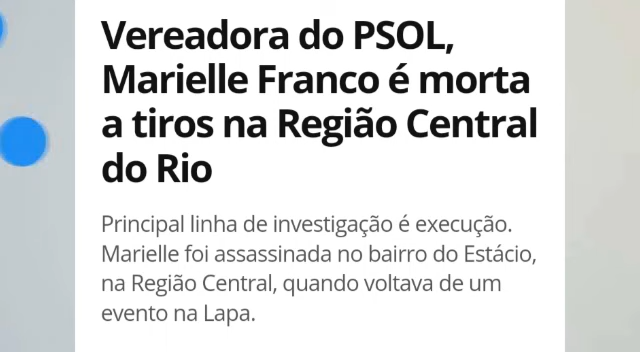 Vereadora do PSOL,
Marielle Franco é morta
a tiros na Região Central
do Rio
Principal linha de investigação é execução.
Marielle foi assassinada no bairro do Estácio,
na Região Central, quando voltava de um
evento na Lapa.